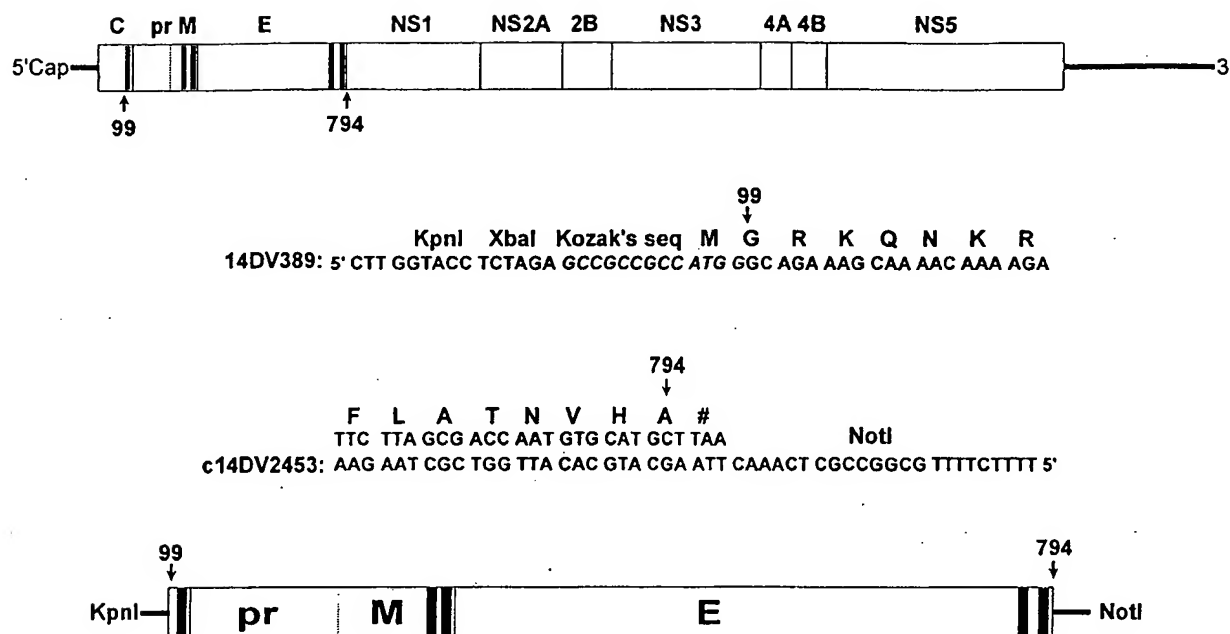 C pr M E NS1 NS2A 2B NS3 4A 4B NS5
5'Cap 3
99 794
99
KpnI XbaI Kozak's seq M G R K Q N K R
14DV389: 5' CTT GGTACC TCTAGA GCCGCCGCC ATG GGC AGA AAG CAA AAC AAA AGA
794
F L A T N V H A #
TTC TTA GCG ACC AAT GTG CAT GCT TAA NotI
c14DV2453: AAG AAT CGC TGG TTA CAC GTA CGA ATT CAAACT CGCCGGCG TTTTCTTTT 5'
99 794
KpnI pr M E NotI